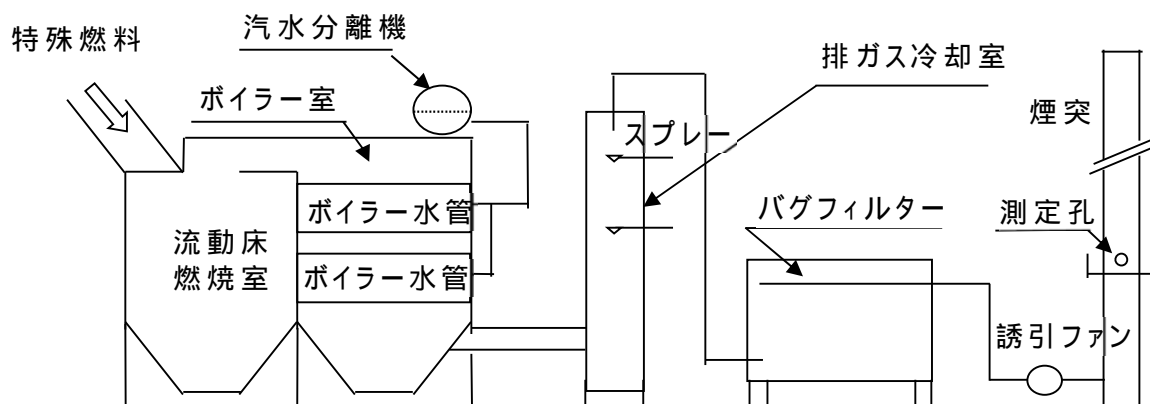 特殊燃料
汽水分離機
ボイラー室
排ガス冷却室
スプレー
煙突
ボイラー水管
バグフィルター
測定孔
流動床
燃焼室
ボイラー水管
誘引ファン